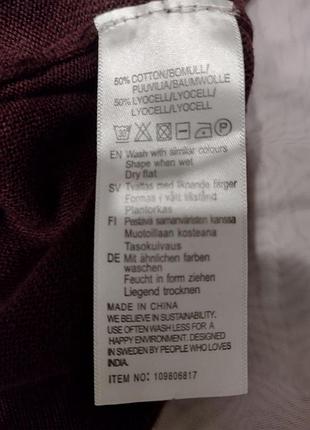 50% COTTON/BOMULL/
PUUVILLA/BAUMWOLLE
50% LYOCELL/LYOCELL/
LYOCELL/LYOCELL
30°
P
EN Wash with similar colours
Shape when wet
Dry flat
SV Tvättas med liknande färger
Formas i vått tillstånd
Plantorkas
FI Pestävä samanväristen kanssa
Muotoillaan kosteana
Tasokuivaus
DE Mit ähnlichen farben
waschen
Feucht in form ziehen
Liegend trocknen
MADE IN CHINA
WE BELIEVE IN SUSTAINABILITY.
USE OFTEN WASH LESS FOR A
HAPPY ENVIRONMENT. DESIGNED
IN SWEDEN BY PEOPLE WHO LOVES
INDIA.
ITEM NO: 109806817